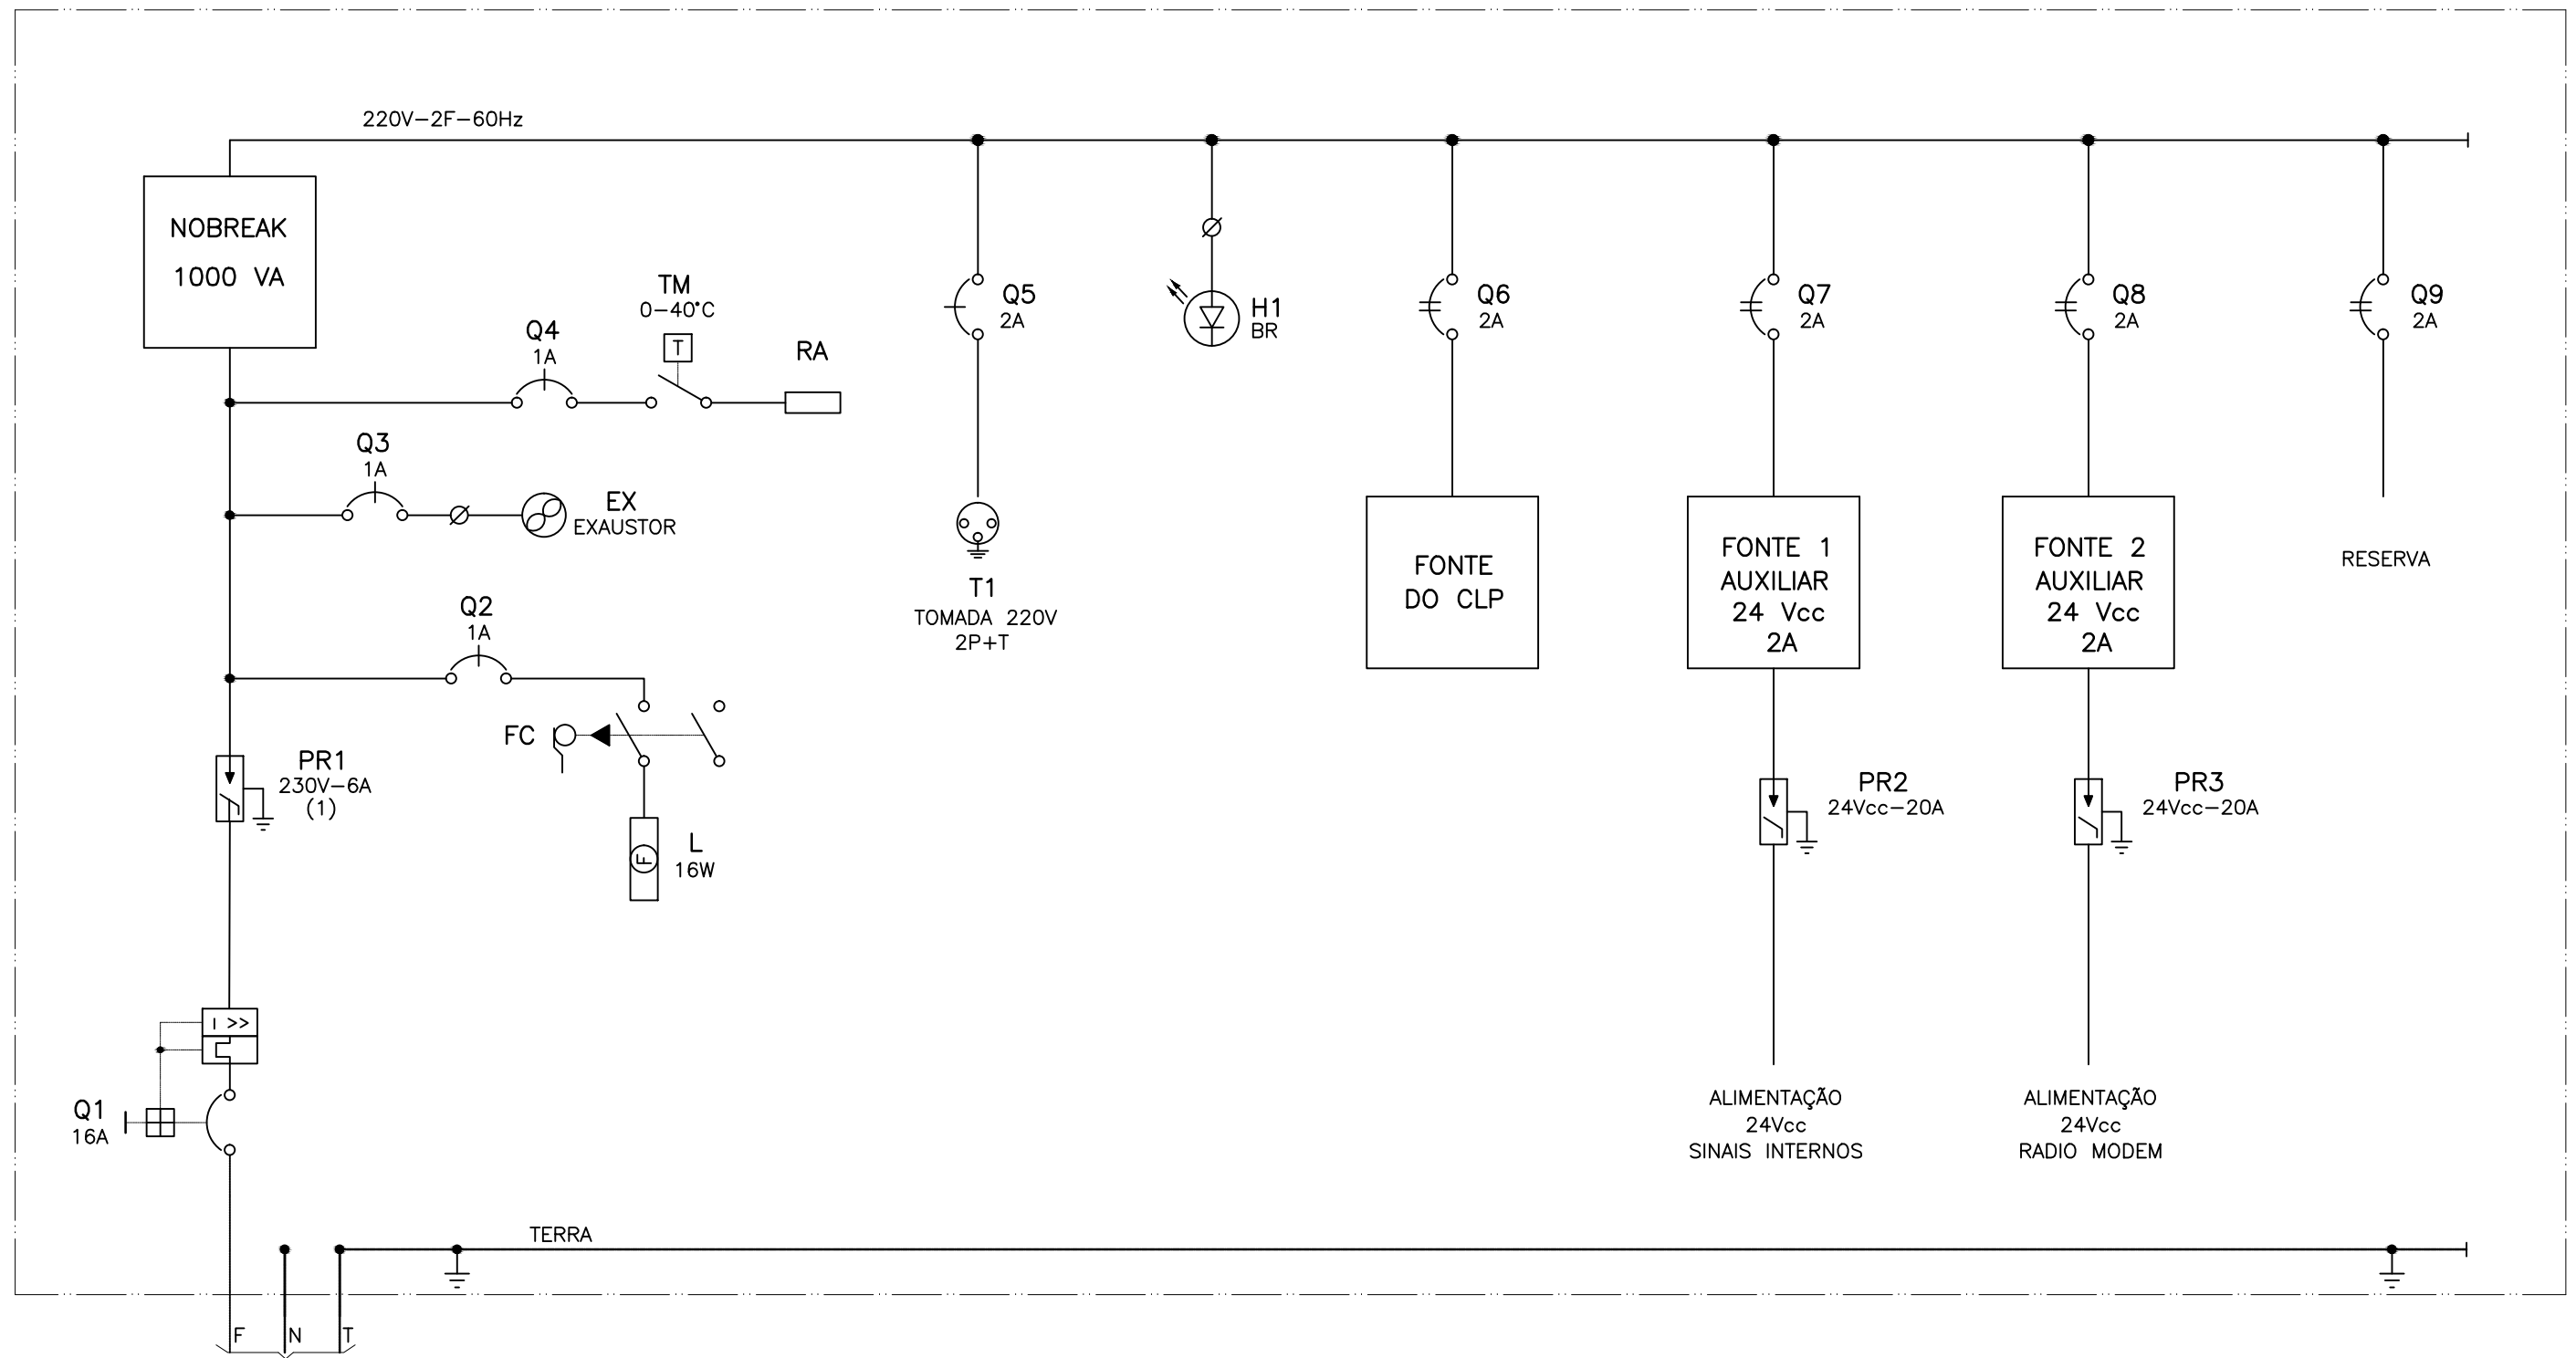 220V-2F-60Hz
NOBREAK
1000 VA
TM
0-40°C
T
Q4
1A
RA
Q3
1A
EX
EXAUSTOR
Q2
1A
FC
L
16W
F
PR1
230V-6A
(1)
I >>
Q1
16A
Q5
2A
T1
TOMADA 220V
2P+T
H1
BR
Q6
2A
FONTE
DO CLP
Q7
2A
FONTE 1
AUXILIAR
24 Vcc
2A
PR2
24Vcc-20A
ALIMENTAÇÃO
24Vcc
SINAIS INTERNOS
Q8
2A
FONTE 2
AUXILIAR
24 Vcc
2A
PR3
24Vcc-20A
ALIMENTAÇÃO
24Vcc
RADIO MODEM
Q9
2A
RESERVA
TERRA
F
N
T